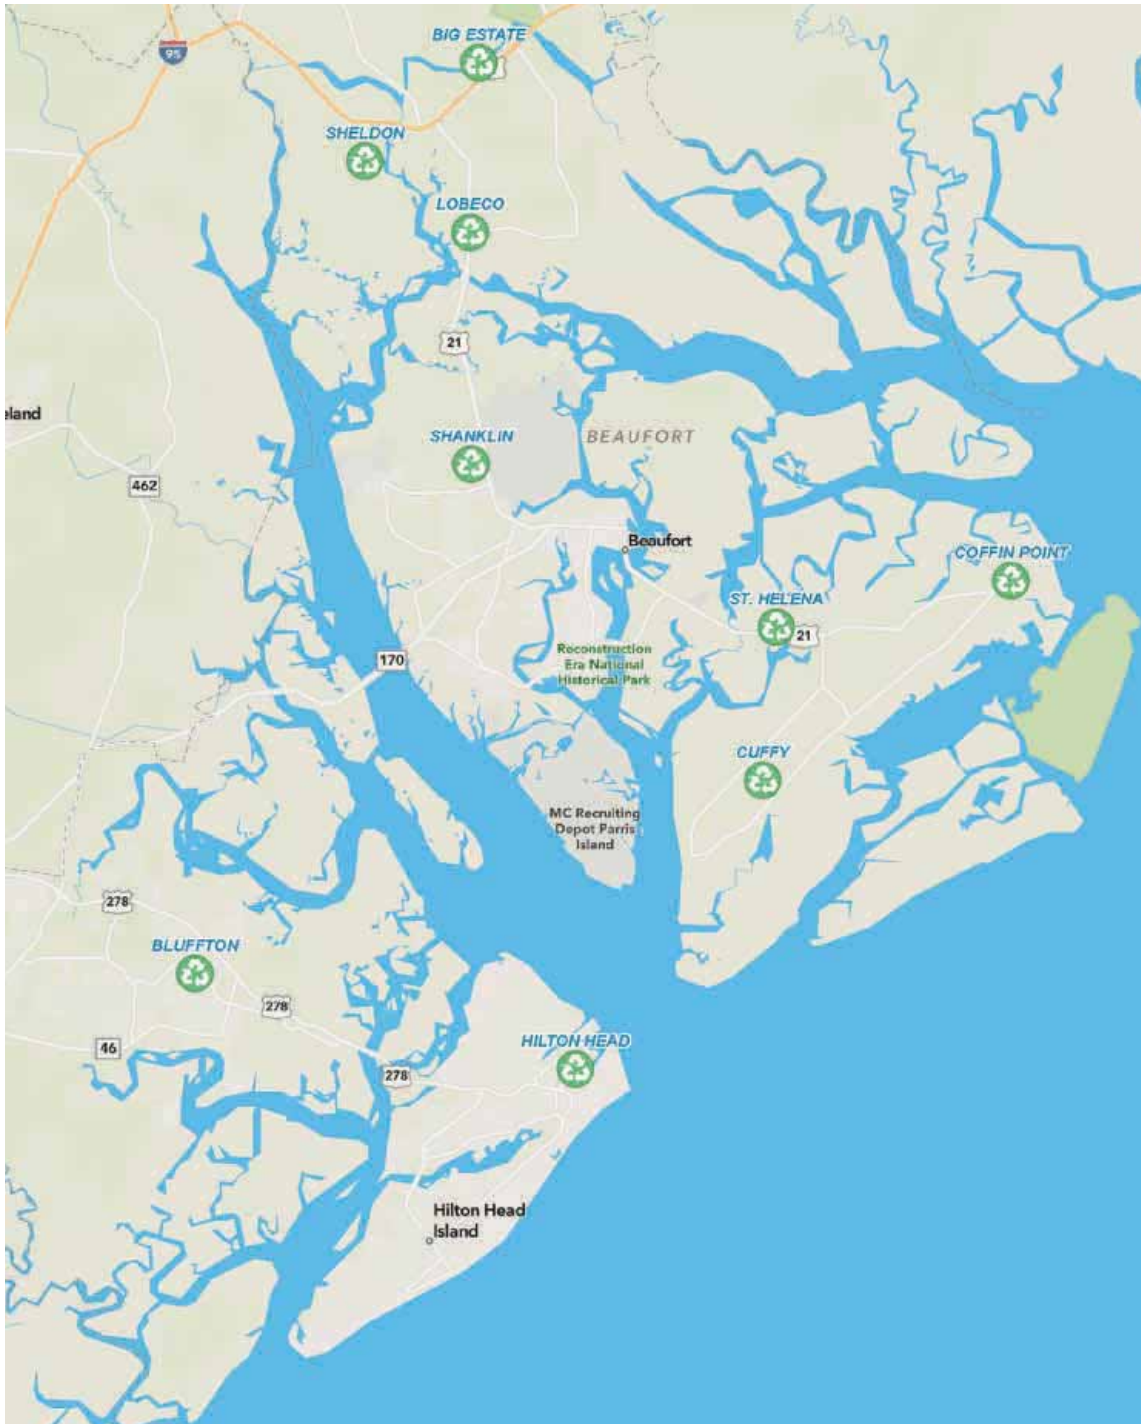 BIG ESTATE
95
SHELDON
LOBECO
21
eland
SHANKLIN
BEAUFORT
462
Beaufort
COFFIN POINT
ST. HELENA
21
Reconstruction
Era National
Historical Park
170
CUFFY
MC Recruiting
Depot Parris
Island
278
BLUFFTON
278
46
HILTON HEAD
278
Hilton Head
Island